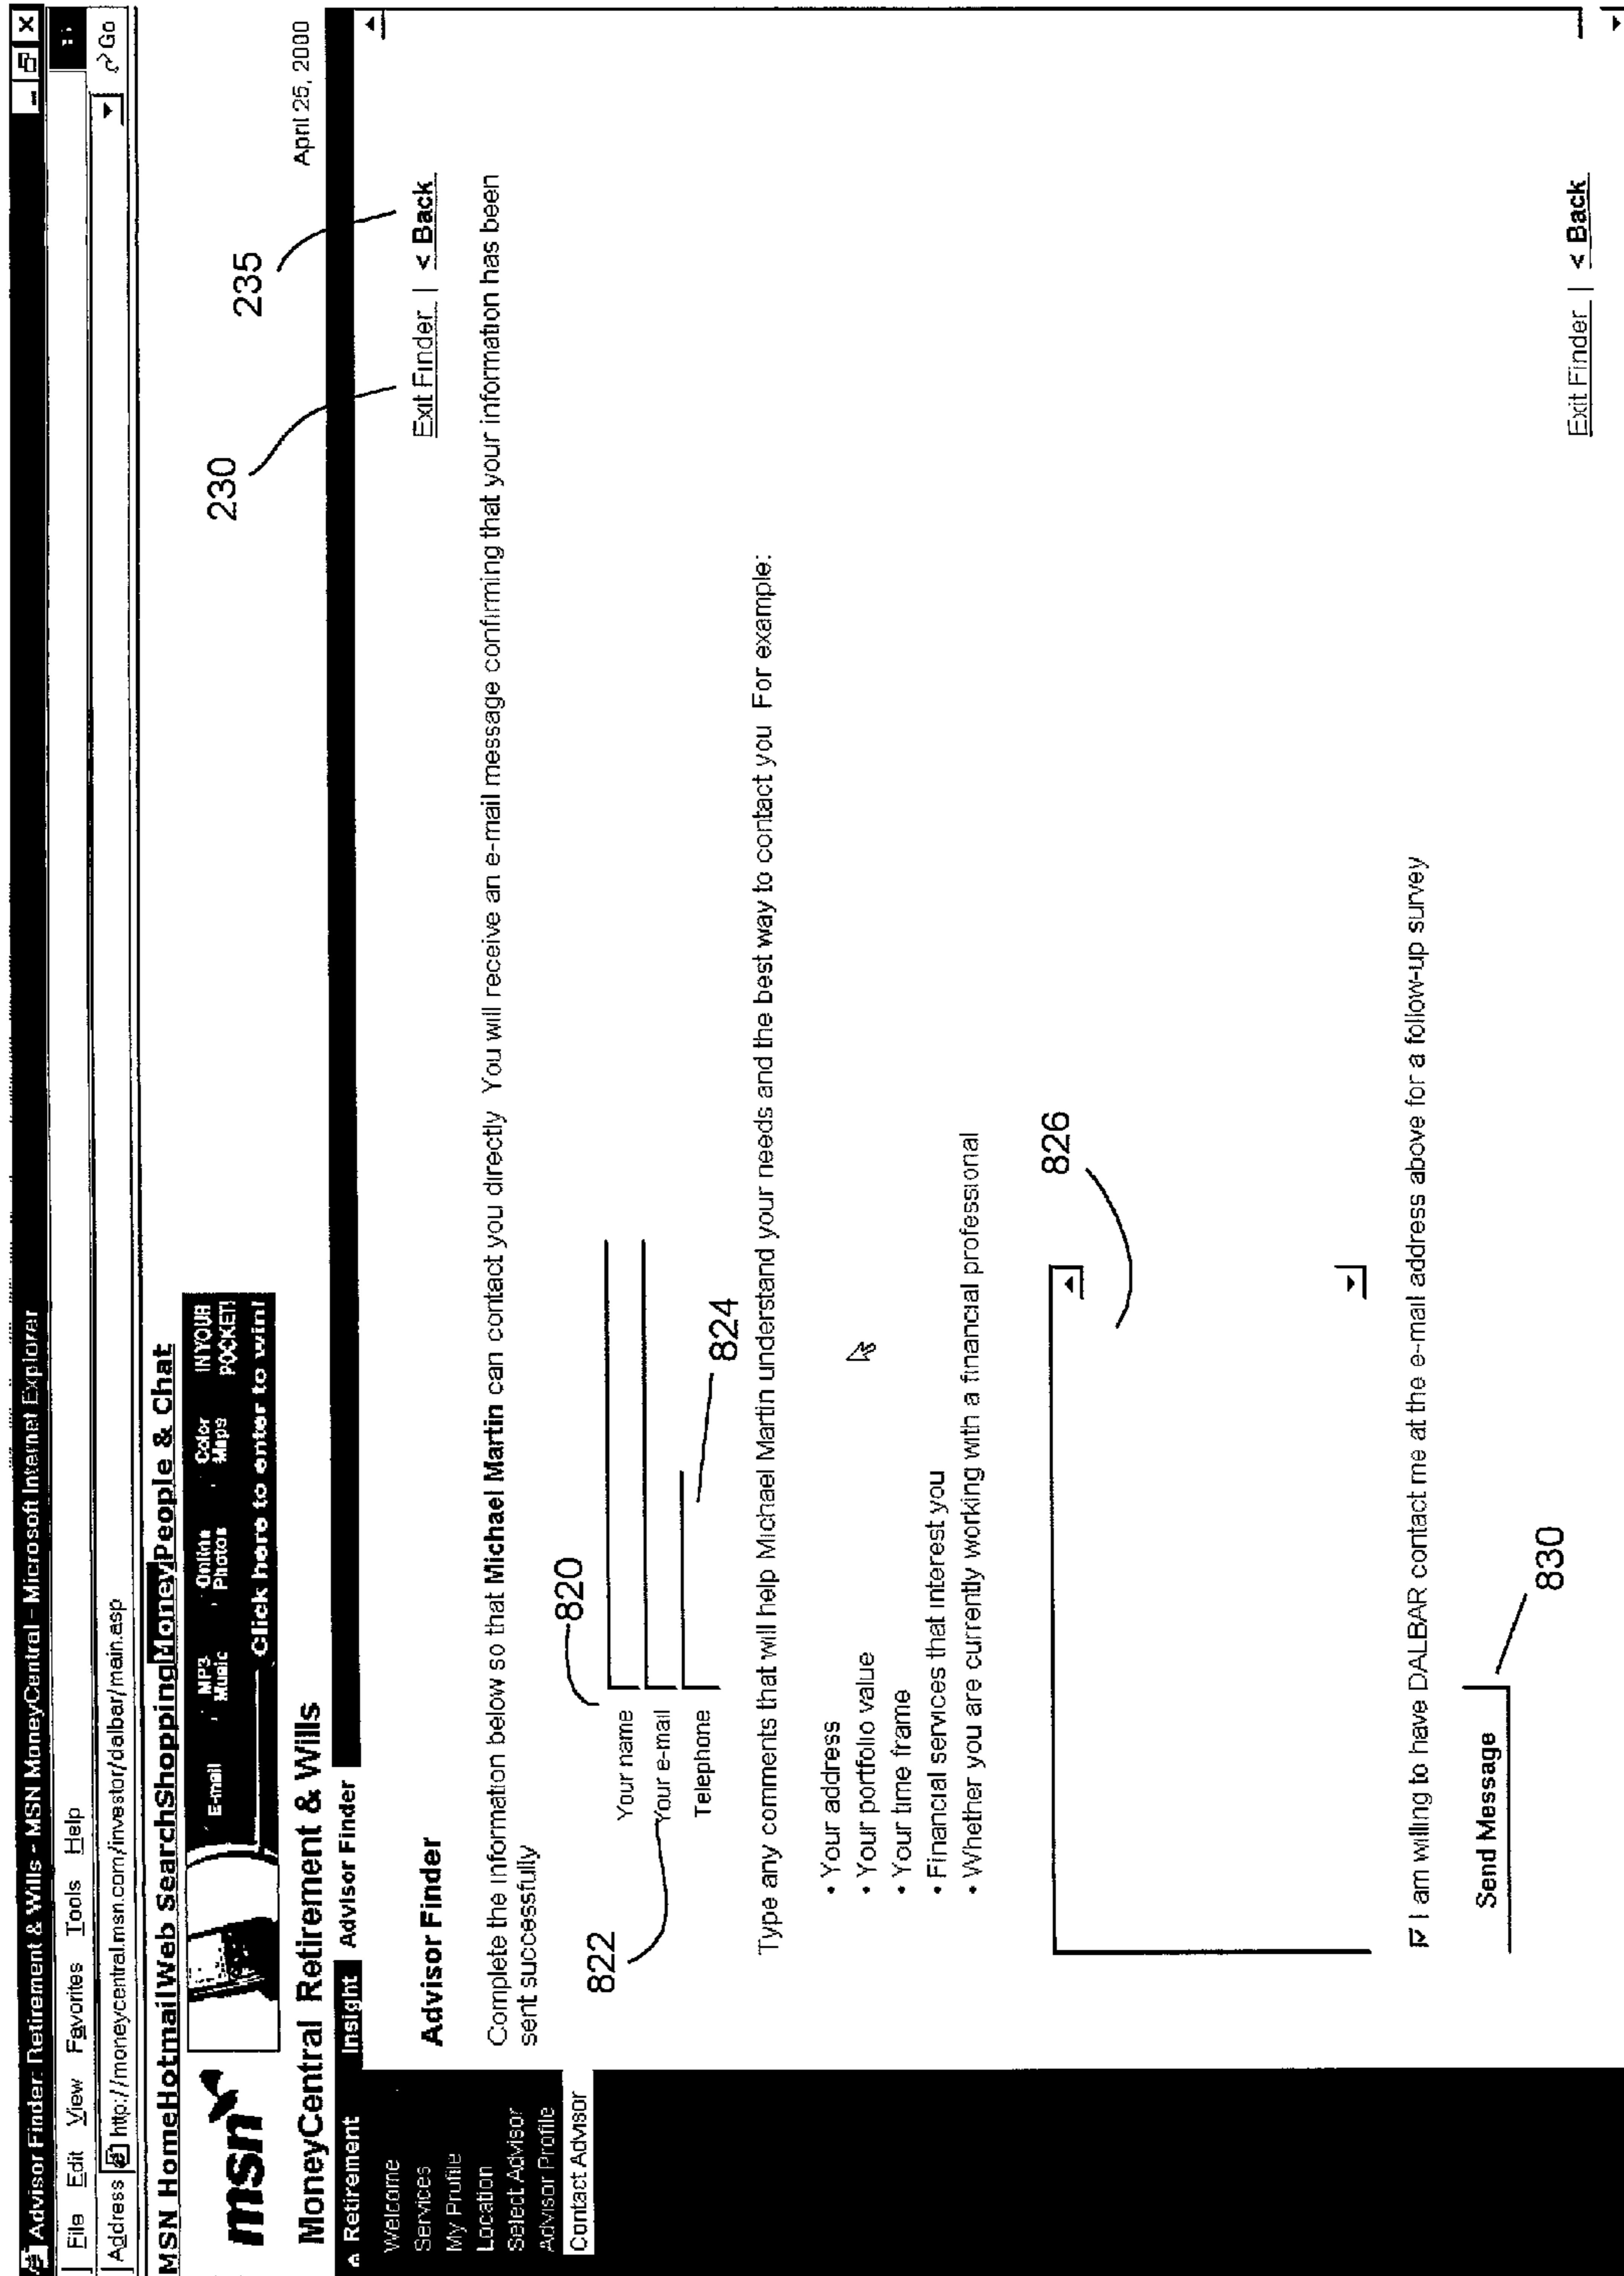 Advisor Finder: Retirement & Wills - MSN MoneyCentral - Microsoft Internet Explorer
File Edit View Favorites Tools Help
Address http://moneycentral.msn.com/investor/dalbar/main.asp Go
MSN HomeHotmailWeb SearchShoppingMoneyPeople & Chat
msn
E-mail MP3 Music Online Photos Color Maps IN YOUR POCKET!
Click here to enter to win!
MoneyCentral Retirement & Wills
April 25, 2000
Retirement Insight Advisor Finder
230
235
Welcome
Services
My Profile
Location
Select Advisor
Advisor Profile
Contact Advisor
Exit Finder | < Back
Advisor Finder
Complete the information below so that Michael Martin can contact you directly You will receive an e-mail message confirming that your information has been
sent successfully
820
822
Your name
Your e-mail
Telephone
824
Type any comments that will help Michael Martin understand your needs and the best way to contact you For example:
• Your address
• Your portfolio value
• Your time frame
• Financial services that interest you
• Whether you are currently working with a financial professional
826
I am willing to have DALBAR contact me at the e-mail address above for a follow-up survey
Send Message
830
Exit Finder | < Back